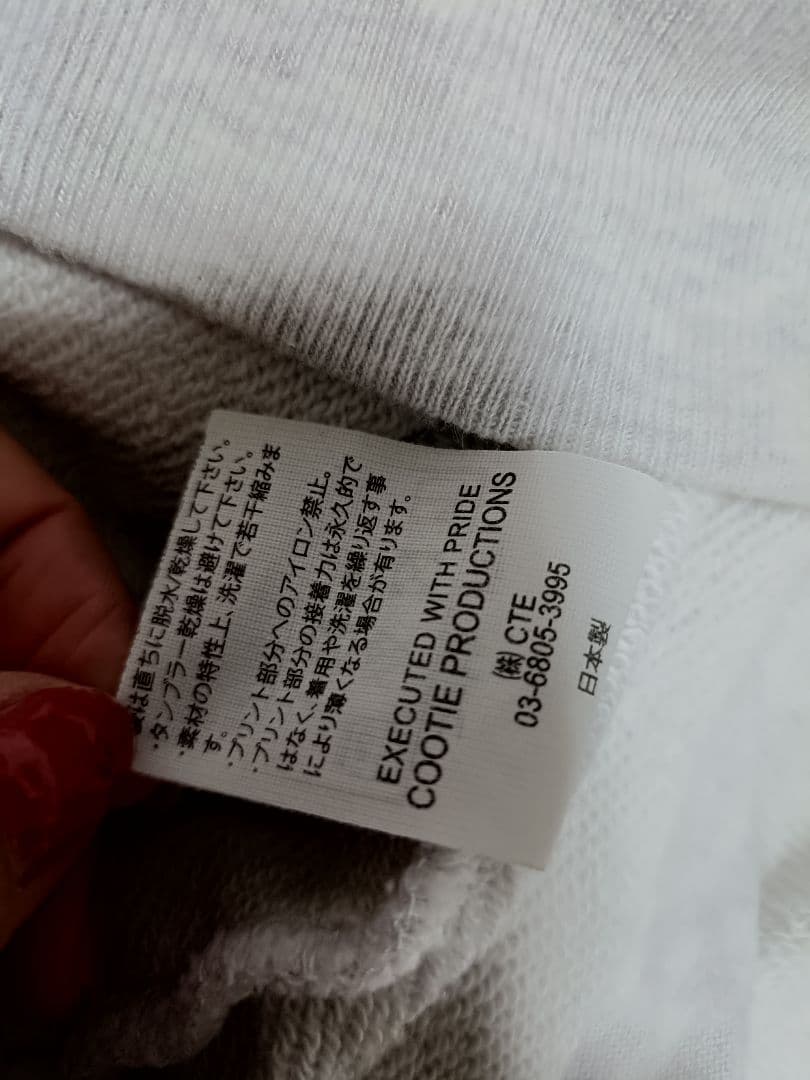 は直ちに脱水/乾燥して下さい。
・タンブラー乾燥は避けて下さい。
・素材の特性上、洗濯で若干縮みま
す。
・プリント部分へのアイロン禁止。
・プリント部分の接着力は永久的で
はなく、着用や洗濯を繰り返す事
により薄くなる場合が有ります。
EXECUTED WITH PRIDE
COOTIE PRODUCTIONS
㈱ CTE
03-6805-3995
日本製